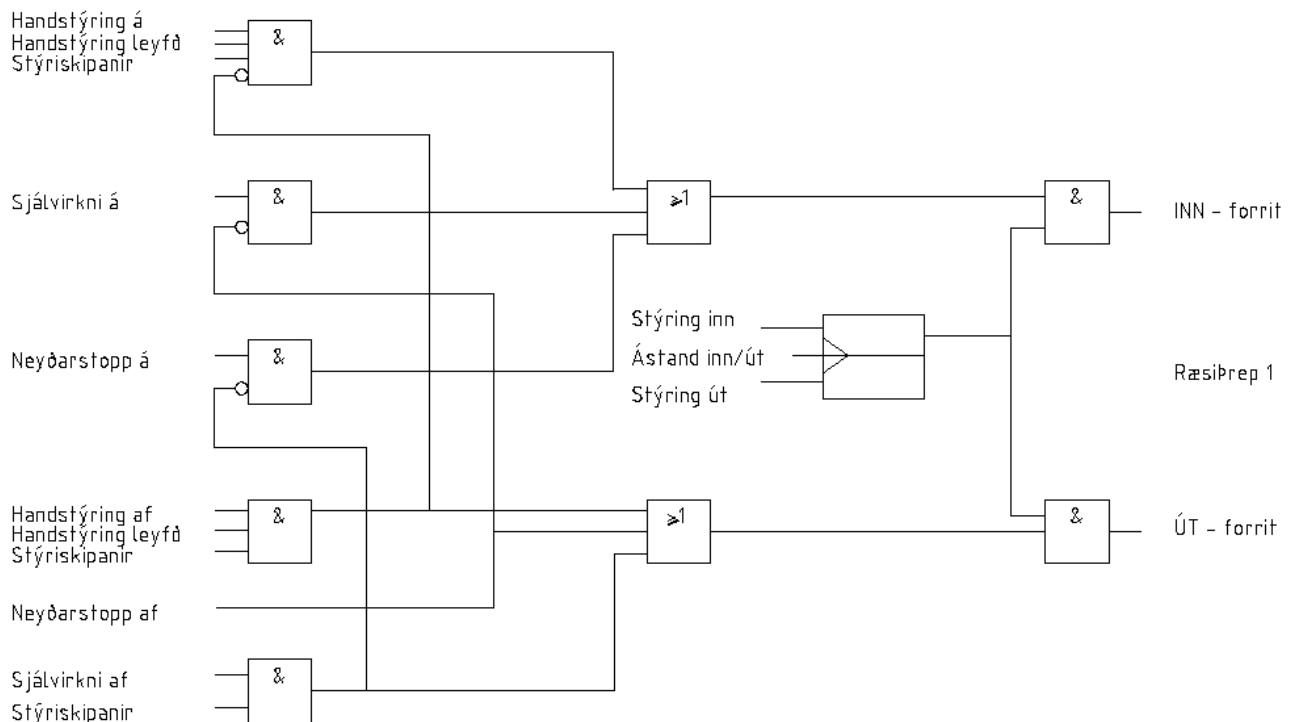 Handstýring á
Handstýring leyfð
Stýriskipanir
&
Sjálvirkni á
&
≥1
&
INN - forrit
Stýring inn
Ástand inn/út
Stýring út
Neyðarstopp á
&
Ræsiþrep 1
Handstýring af
Handstýring leyfð
Stýriskipanir
&
≥1
&
ÚT - forrit
Neyðarstopp af
Sjálvirkni af
Stýriskipanir
&